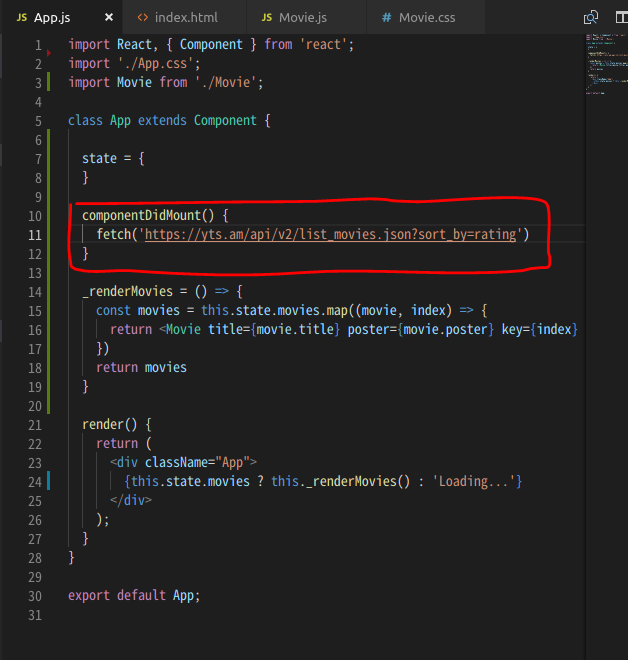 JS App.js × <> index.html JS Movie.js # Movie.css
1 import React, { Component } from 'react';
2 import './App.css';
3 import Movie from './Movie';
4
5 class App extends Component {
6
7 state = {
8 }
9
10 componentDidMount() {
11 fetch('https://yts.am/api/v2/list_movies.json?sort_by=rating')
12 }
13
14 _renderMovies = () => {
15 const movies = this.state.movies.map((movie, index) => {
16 return <Movie title={movie.title} poster={movie.poster} key={index}
17 })
18 return movies
19 }
20
21 render() {
22 return (
23 <div className="App">
24 {this.state.movies ? this._renderMovies() : 'Loading...'}
25 </div>
26 );
27 }
28 }
29
30 export default App;
31